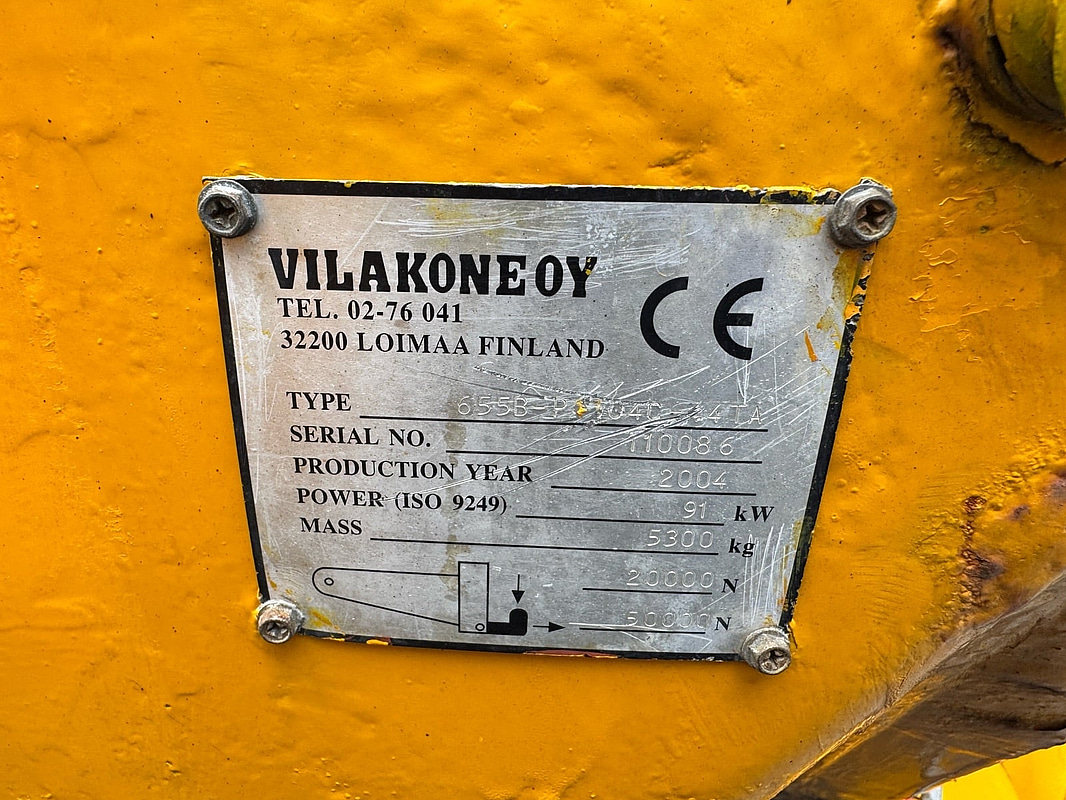 VILAKONE OY
TEL. 02-76 041
32200 LOIMAA FINLAND
CE
TYPE
SERIAL NO. 110086
PRODUCTION YEAR 2004
POWER (ISO 9249) 91 kW
MASS 5300 kg
20000 N
50000 N